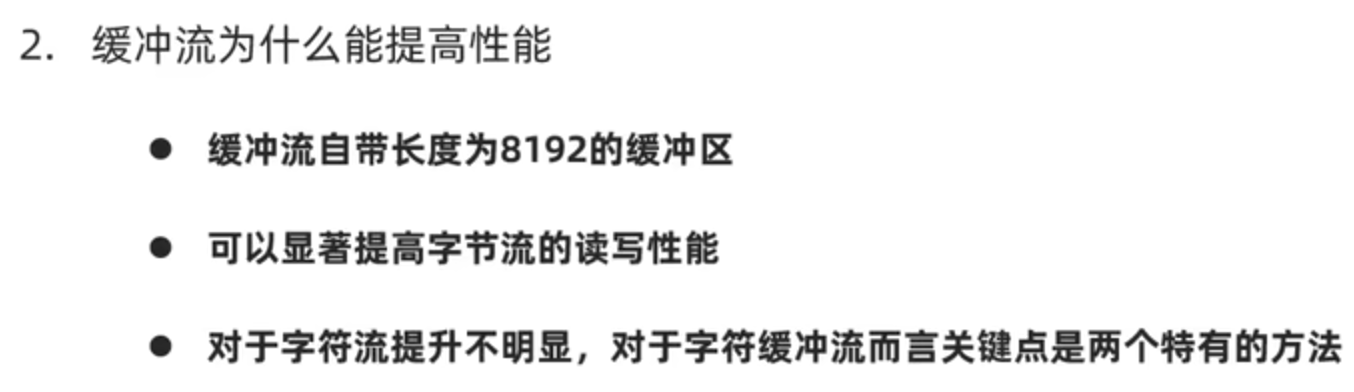 2. 缓冲流为什么能提高性能
● 缓冲流自带长度为8192的缓冲区
● 可以显著提高字节流的读写性能
● 对于字符流提升不明显，对于字符缓冲流而言关键点是两个特有的方法